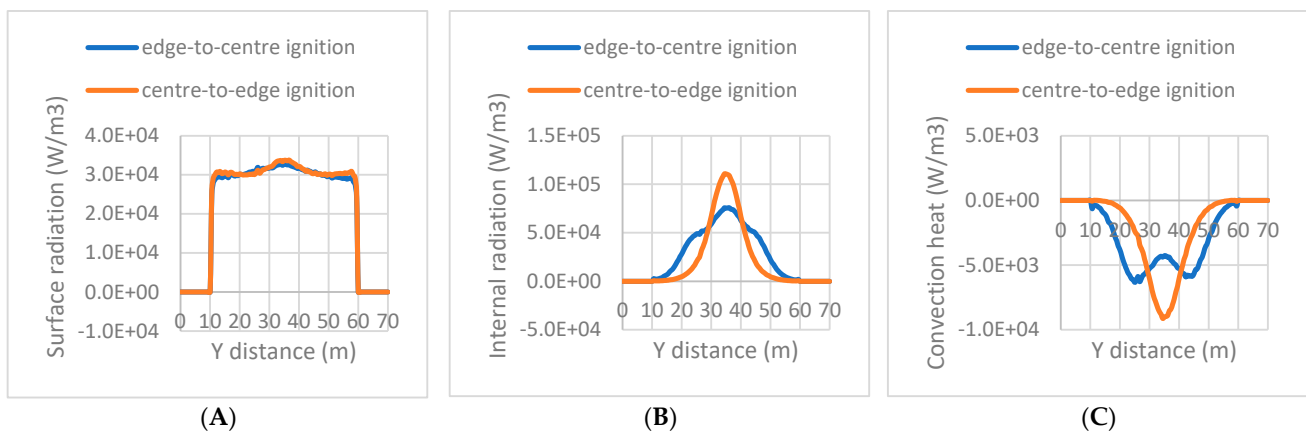 edge-to-centre ignition
centre-to-edge ignition
Surface radiation (W/m3)
4.0E+04
3.0E+04
2.0E+04
1.0E+04
0.0E+00
-1.0E+04
0 10 20 30 40 50 60 70
Y distance (m)
(A)
edge-to-centre ignition
centre-to-edge ignition
Internal radiation (W/m3)
1.5E+05
1.0E+05
5.0E+04
0.0E+00
-5.0E+04
0 10 20 30 40 50 60 70
Y distance (m)
(B)
edge-to-centre ignition
centre-to-edge ignition
Convection heat (W/m3)
5.0E+03
0.0E+00
-5.0E+03
-1.0E+04
0 10 20 30 40 50 60 70
Y distance (m)
(C)